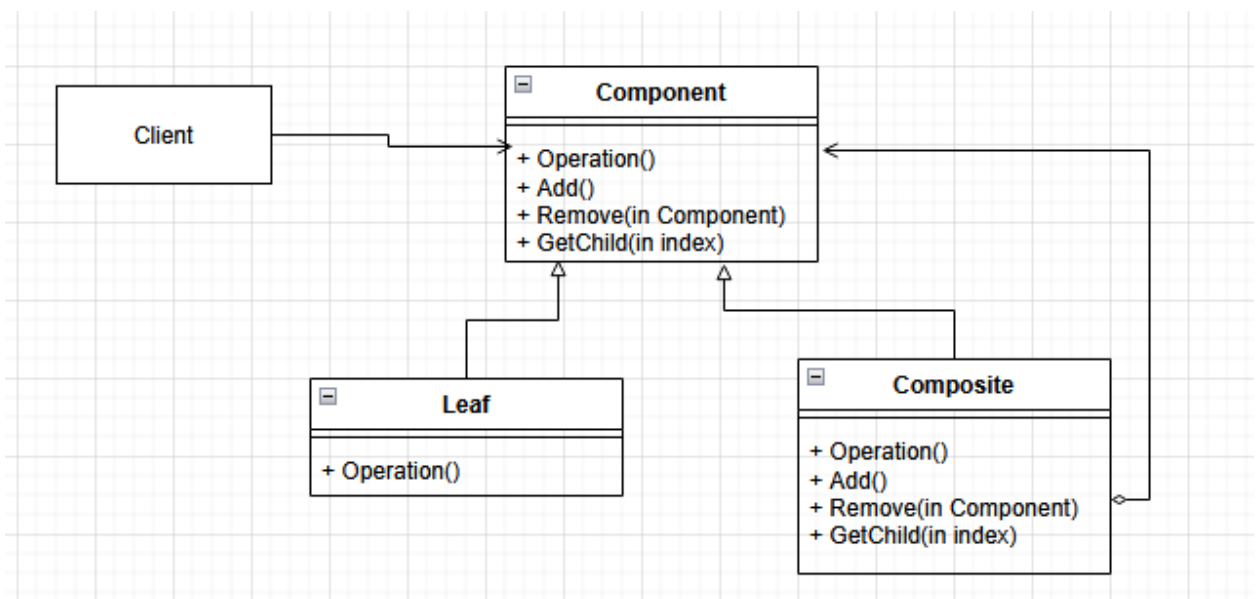 Client
Component
+ Operation()
+ Add()
+ Remove(in Component)
+ GetChild(in index)
Leaf
+ Operation()
Composite
+ Operation()
+ Add()
+ Remove(in Component)
+ GetChild(in index)